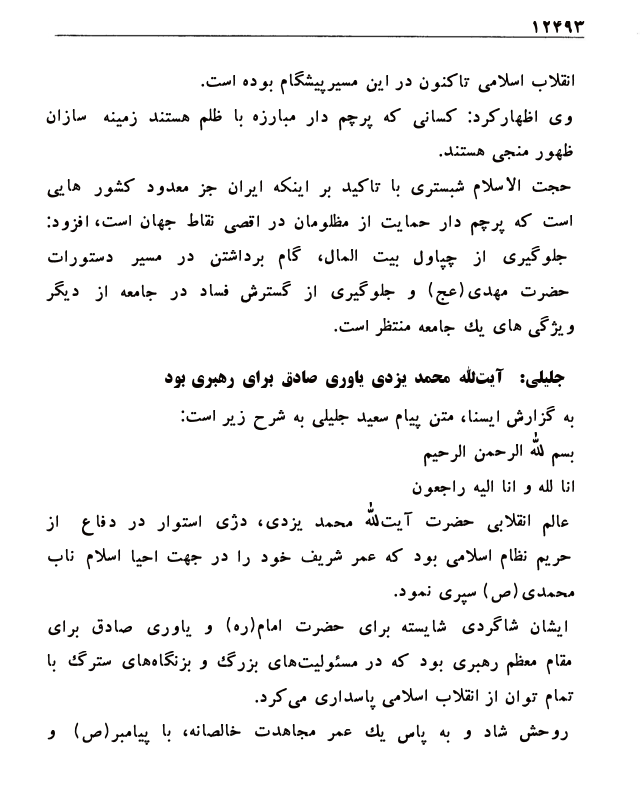 ۱۲۴۹۳
انقلاب اسلامی تاکنون در این مسیر پیشگام بوده است.
وی اظهارکرد: کسانی که پرچم دار مبارزه با ظلم هستند زمینه سازان
ظهور منجی هستند.
حجت الاسلام شبستری با تاکید بر اینکه ایران جز معدود کشور هایی
است که پرچم دار حمایت از مظلومان در اقصی نقاط جهان است، افزود:
جلوگیری از چپاول بیت المال، گام برداشتن در مسیر دستورات
حضرت مهدی(عج) و جلوگیری از گسترش فساد در جامعه از دیگر
ویژگی های یك جامعه منتظر است.
جلیلی: آیت‌الله محمد یزدی یاوری صادق برای رهبری بود
به گزارش ایسنا، متن پیام سعید جلیلی به شرح زیر است:
بسم الله الرحمن الرحیم
انا لله و انا الیه راجعون
عالم انقلابی حضرت آیت‌الله محمد یزدی، دژی استوار در دفاع از
حریم نظام اسلامی بود که عمر شریف خود را در جهت احیا اسلام ناب
محمدی(ص) سپری نمود.
ایشان شاگردی شایسته برای حضرت امام(ره) و یاوری صادق برای
مقام معظم رهبری بود که در مسئولیت‌های بزرگ و بزنگاه‌های سترگ با
تمام توان از انقلاب اسلامی پاسداری می‌کرد.
روحش شاد و به پاس یك عمر مجاهدت خالصانه، با پیامبر(ص) و